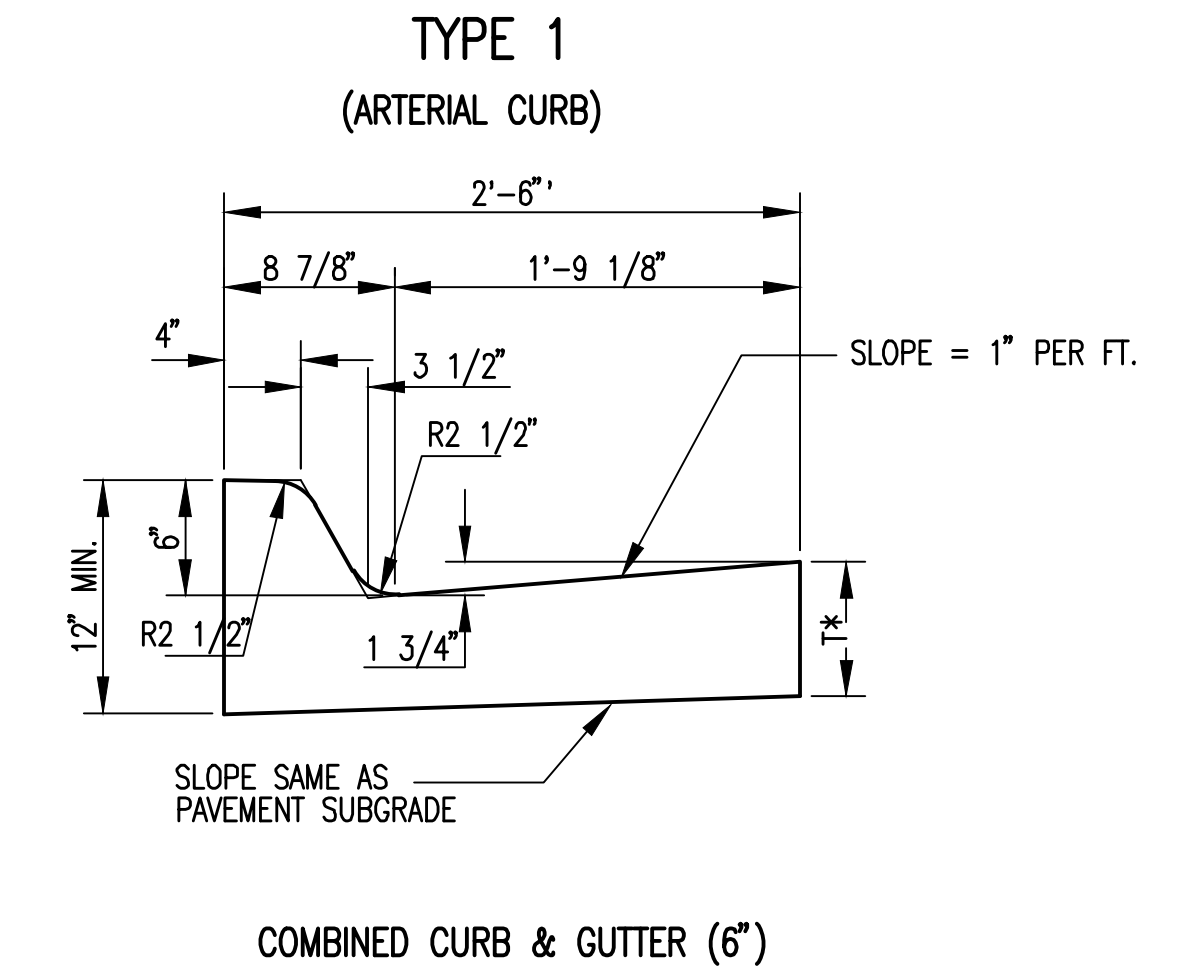 TYPE 1
(ARTERIAL CURB)
2'-6"'
8 7/8"
1'-9 1/8"
4"
3 1/2"
SLOPE = 1" PER FT.
R2 1/2"
6"
12" MIN.
R2 1/2"
1 3/4"
T*
SLOPE SAME AS
PAVEMENT SUBGRADE
COMBINED CURB & GUTTER (6")